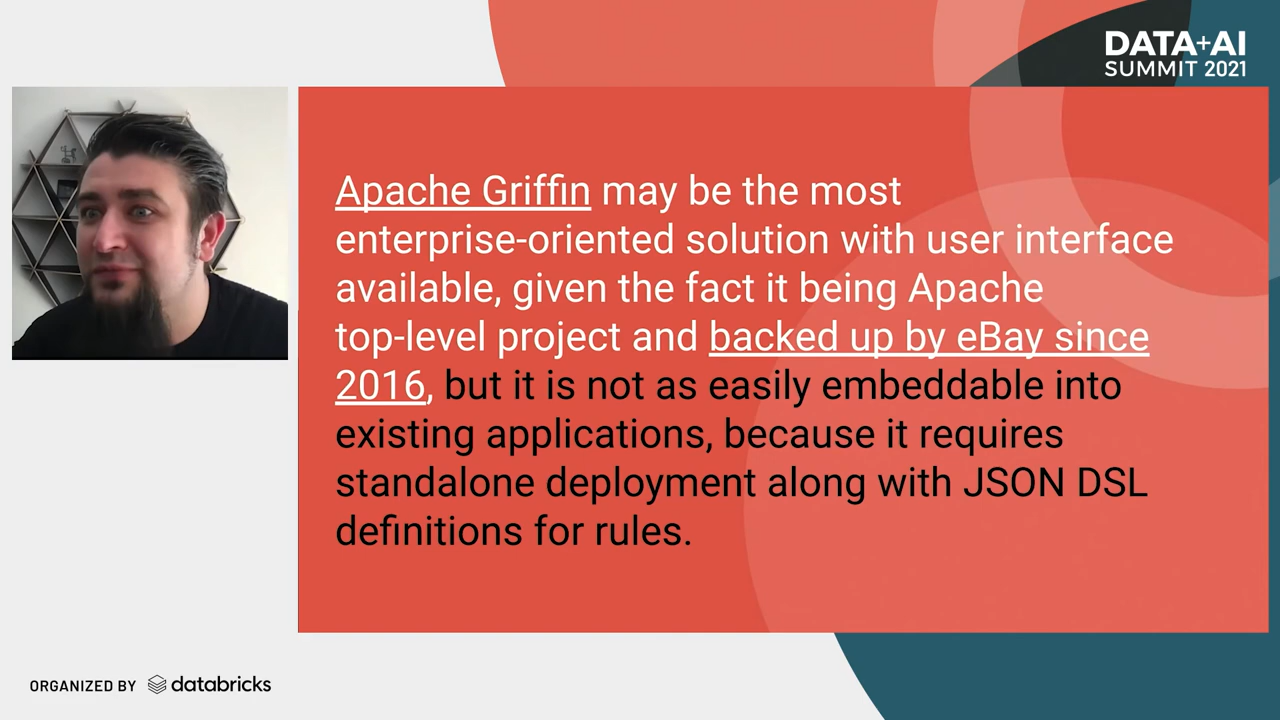 DATA+AI
SUMMIT 2021
Apache Griffin may be the most
enterprise-oriented solution with user interface
available, given the fact it being Apache
top-level project and backed up by eBay since
2016, but it is not as easily embeddable into
existing applications, because it requires
standalone deployment along with JSON DSL
definitions for rules.
ORGANIZED BY databricks